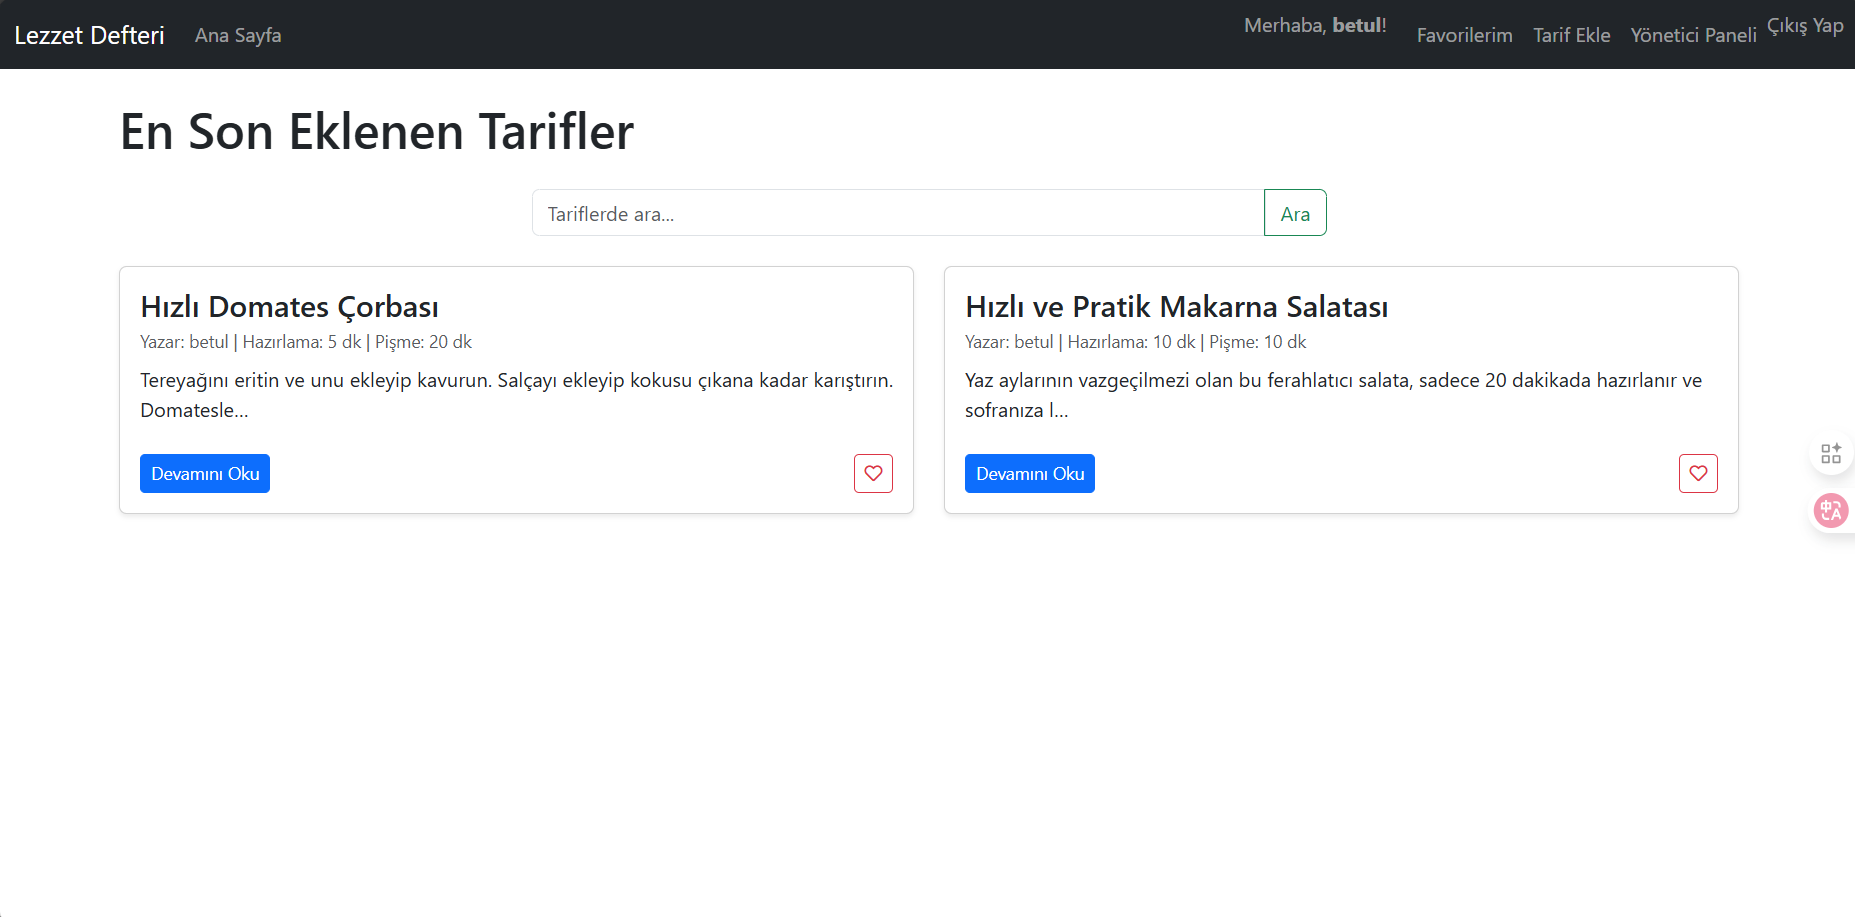 Lezzet Defteri Ana Sayfa Merhaba, betul! Favorilerim Tarif Ekle Yönetici Paneli Çıkış Yap
En Son Eklenen Tarifler
Tariflerde ara... Ara
Hızlı Domates Çorbası
Yazar: betul | Hazırlama: 5 dk | Pişme: 20 dk
Tereyağını eritin ve unu ekleyip kavurun. Salçayı ekleyip kokusu çıkana kadar karıştırın.
Domatesle...
Devamını Oku
Hızlı ve Pratik Makarna Salatası
Yazar: betul | Hazırlama: 10 dk | Pişme: 10 dk
Yaz aylarının vazgeçilmezi olan bu ferahlatıcı salata, sadece 20 dakikada hazırlanır ve
sofranıza l...
Devamını Oku
中A